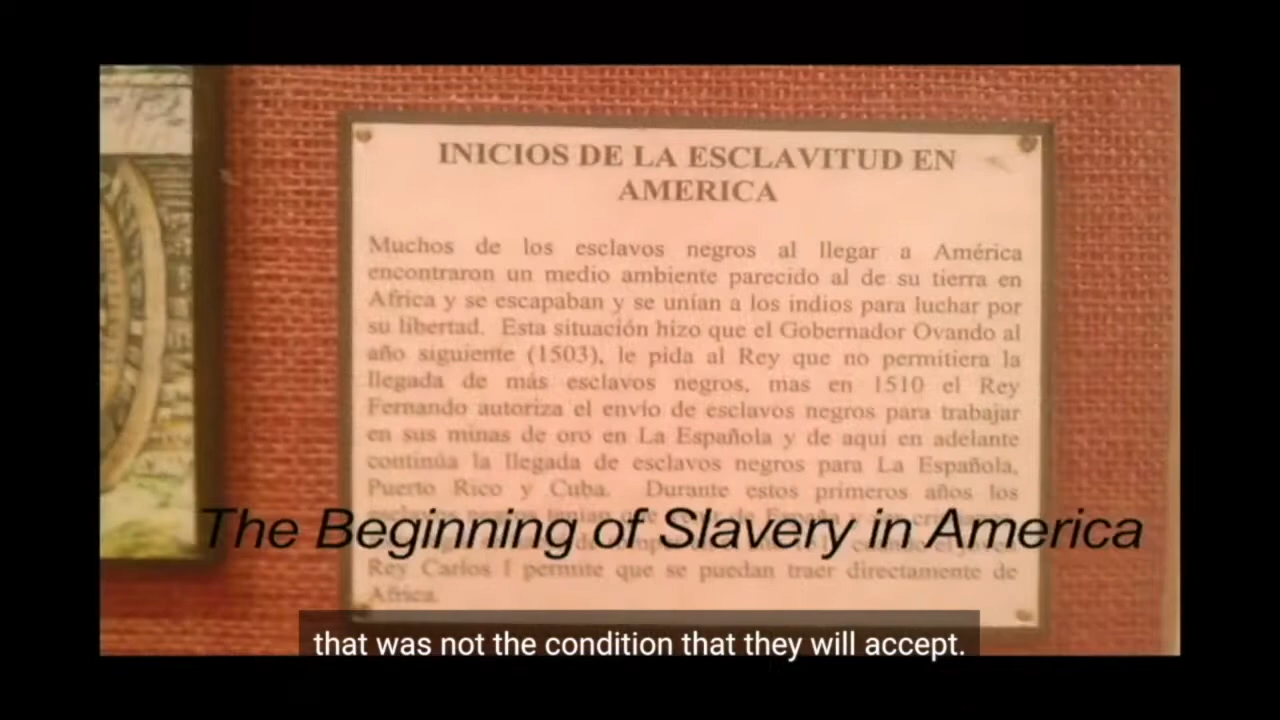 INICIOS DE LA ESCLAVITUD EN
AMERICA
Muchos de los esclavos negros al llegar a América
encontraron un medio ambiente parecido al de su tierra en
Africa y se escapaban y se unían a los indios para luchar por
su libertad. Esta situación hizo que el Gobernador Ovando al
año siguiente (1503), le pida al Rey que no permitiera la
llegada de más esclavos negros, mas en 1510 el Rey
Fernando autoriza el envío de esclavos negros para trabajar
en sus minas de oro en La Española y de aquí en adelante
continúa la llegada de esclavos negros para La Española,
Puerto Rico y Cuba. Durante estos primeros años los
The Beginning of Slavery in America
Rey Carlos I permite que se puedan traer directamente de
Africa.
that was not the condition that they will accept.